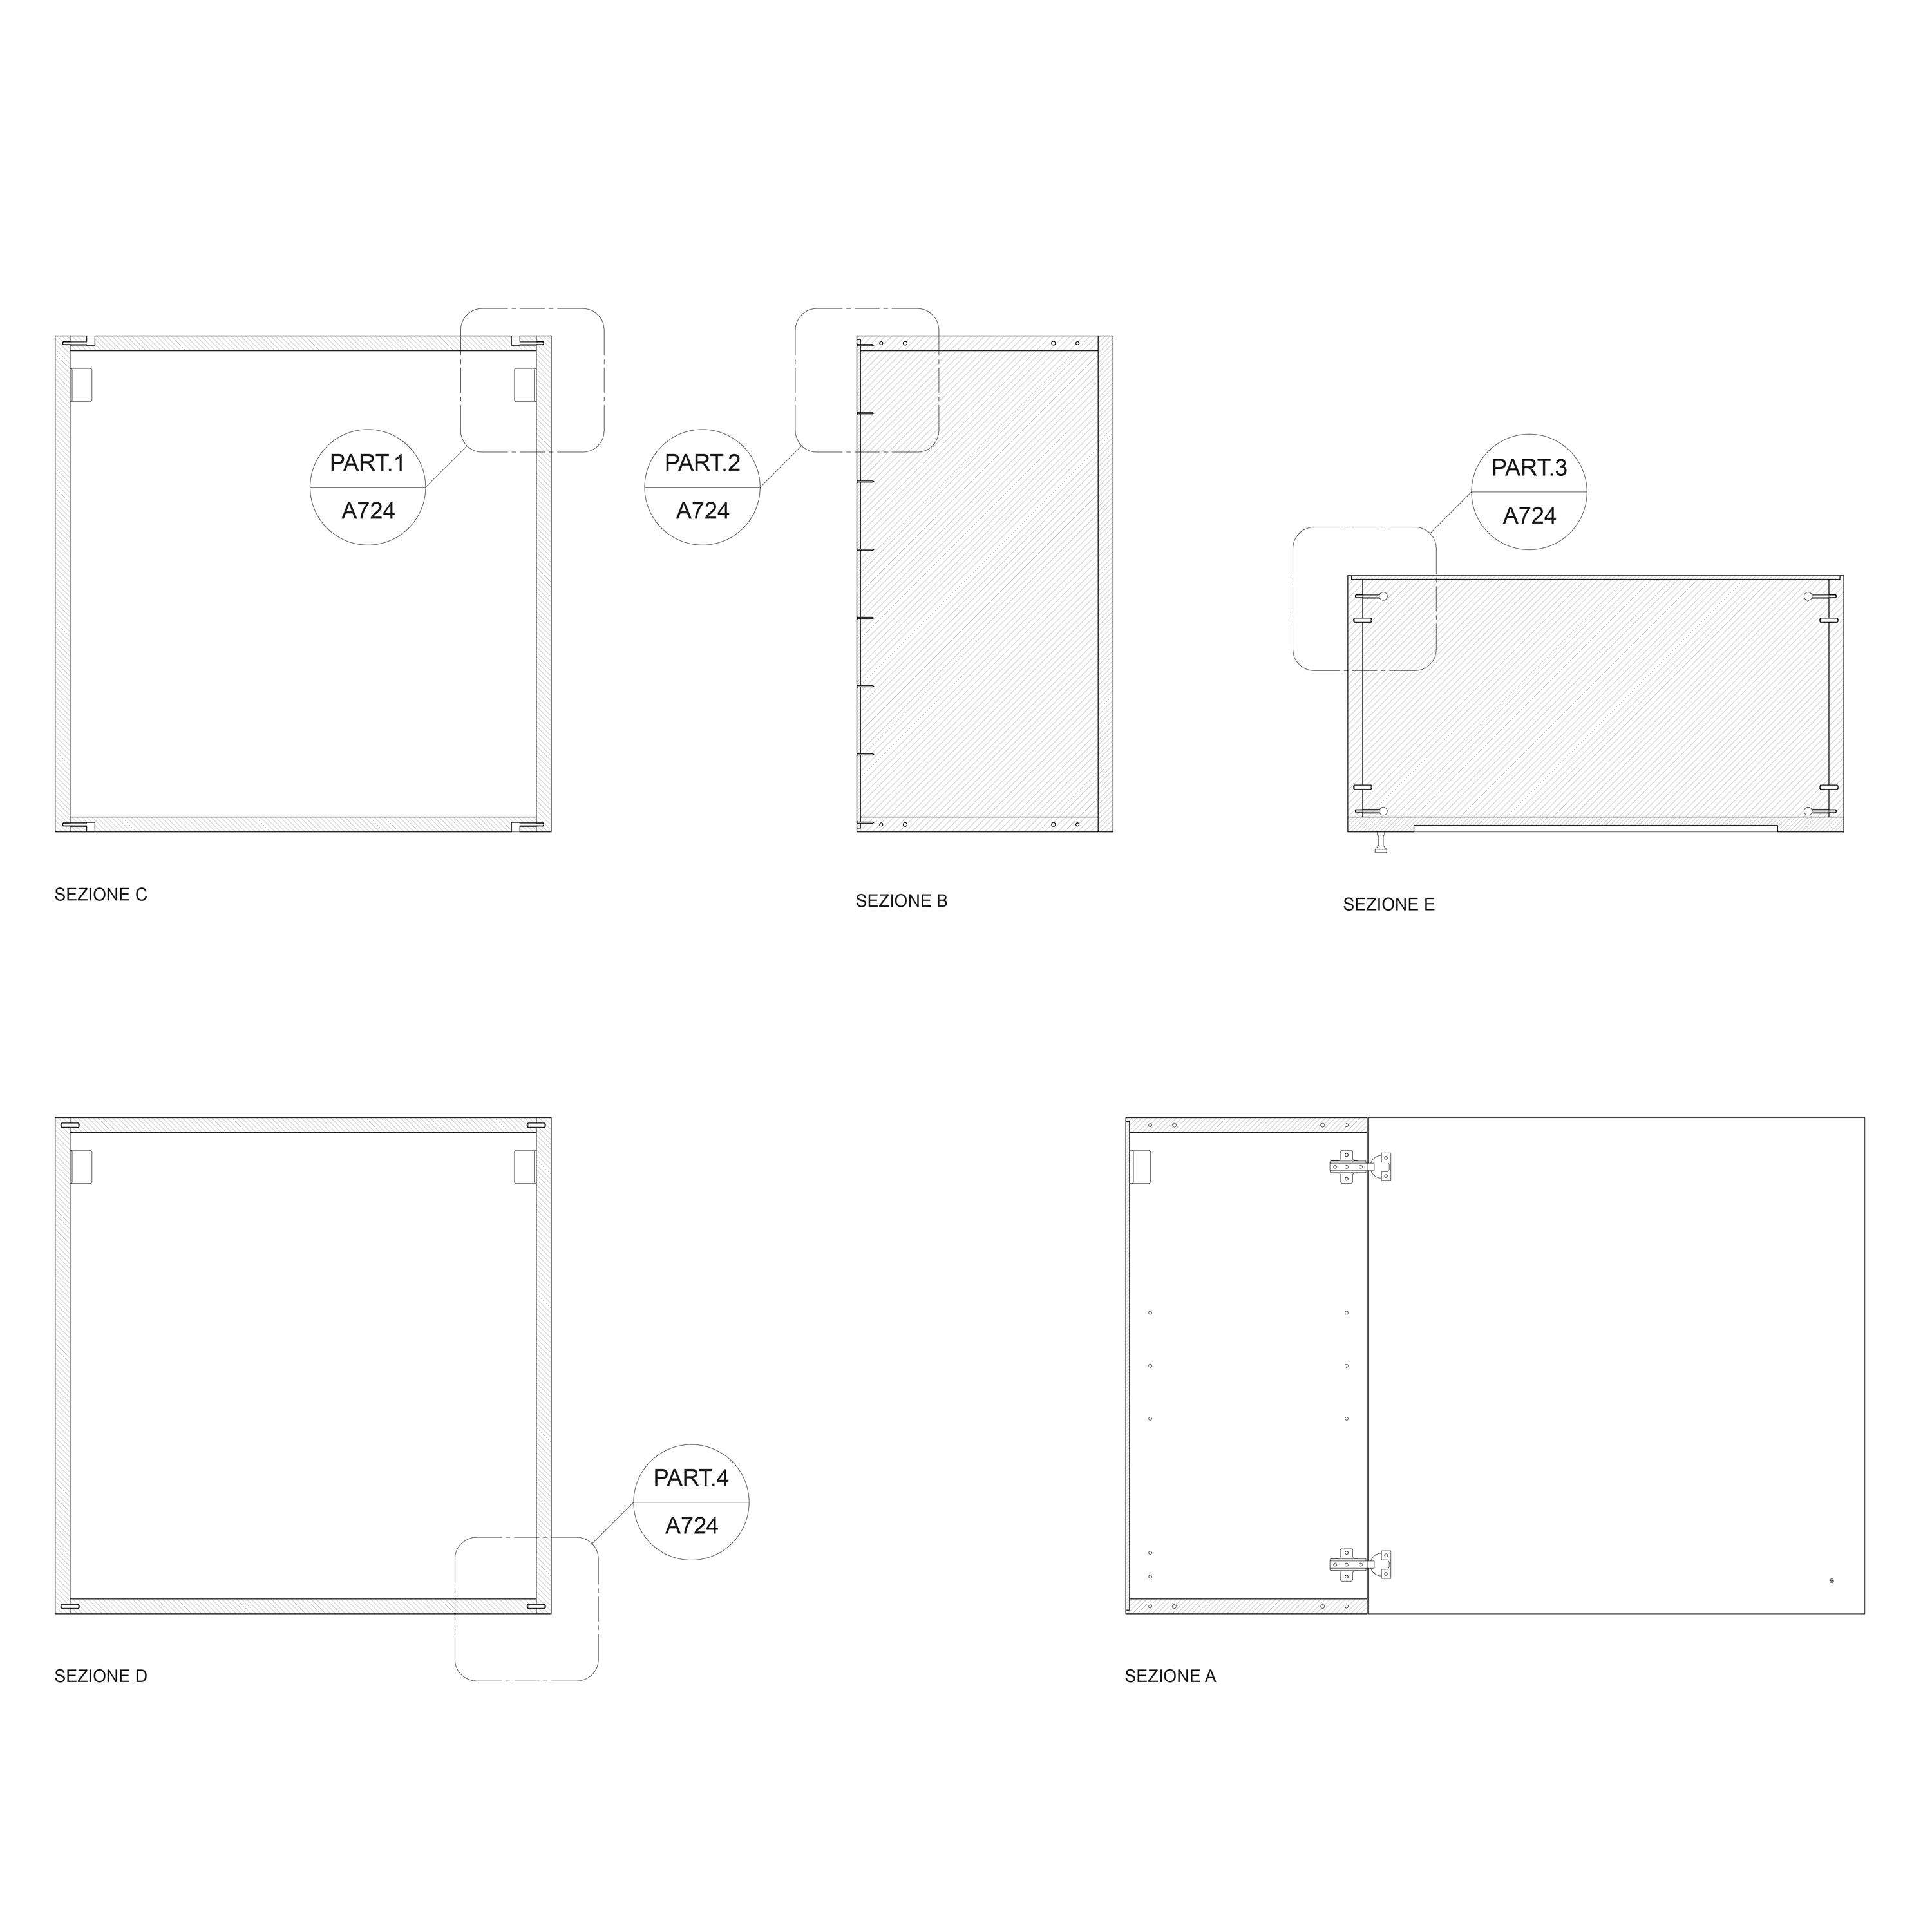 PART.1
A724
PART.2
A724
PART.3
A724
SEZIONE C
SEZIONE B
SEZIONE E
PART.4
A724
SEZIONE D
SEZIONE A